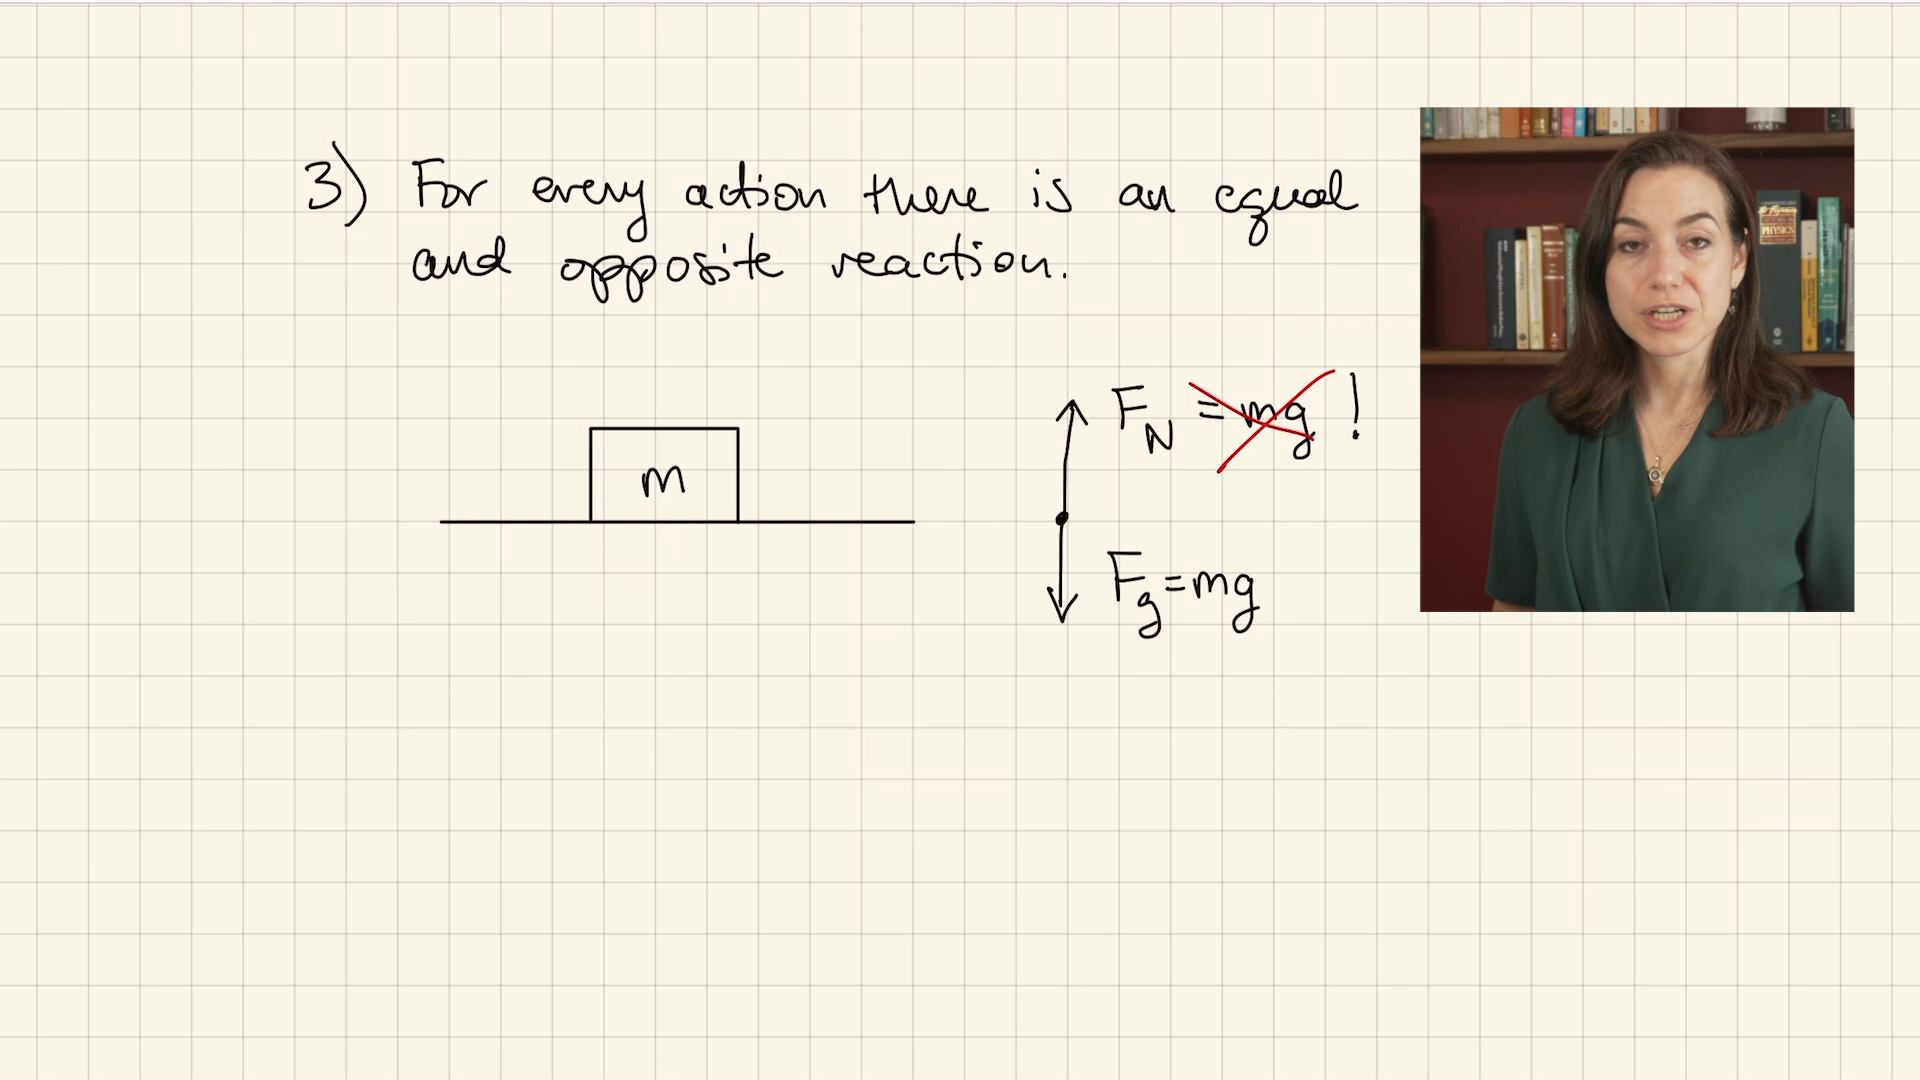 3) For every action there is an equal
and opposite reaction.
m
F_N = mg !
F_g = mg
PHYSICS